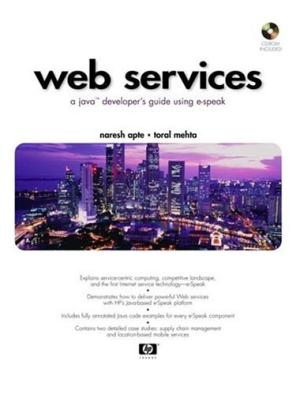 CD-ROM
INCLUDED
web services
a java™ developer's guide using e-speak
naresh apte • toral mehta
Explains service-centric computing, competitive landscape,
and the first Internet service technology—e-Speak
Demonstrates how to deliver powerful Web services
with HP's Java-based e-Speak platform
Includes fully annotated Java code examples for every e-Speak component
Contains two detailed case studies: supply chain management
and location-based mobile services
hp
invent